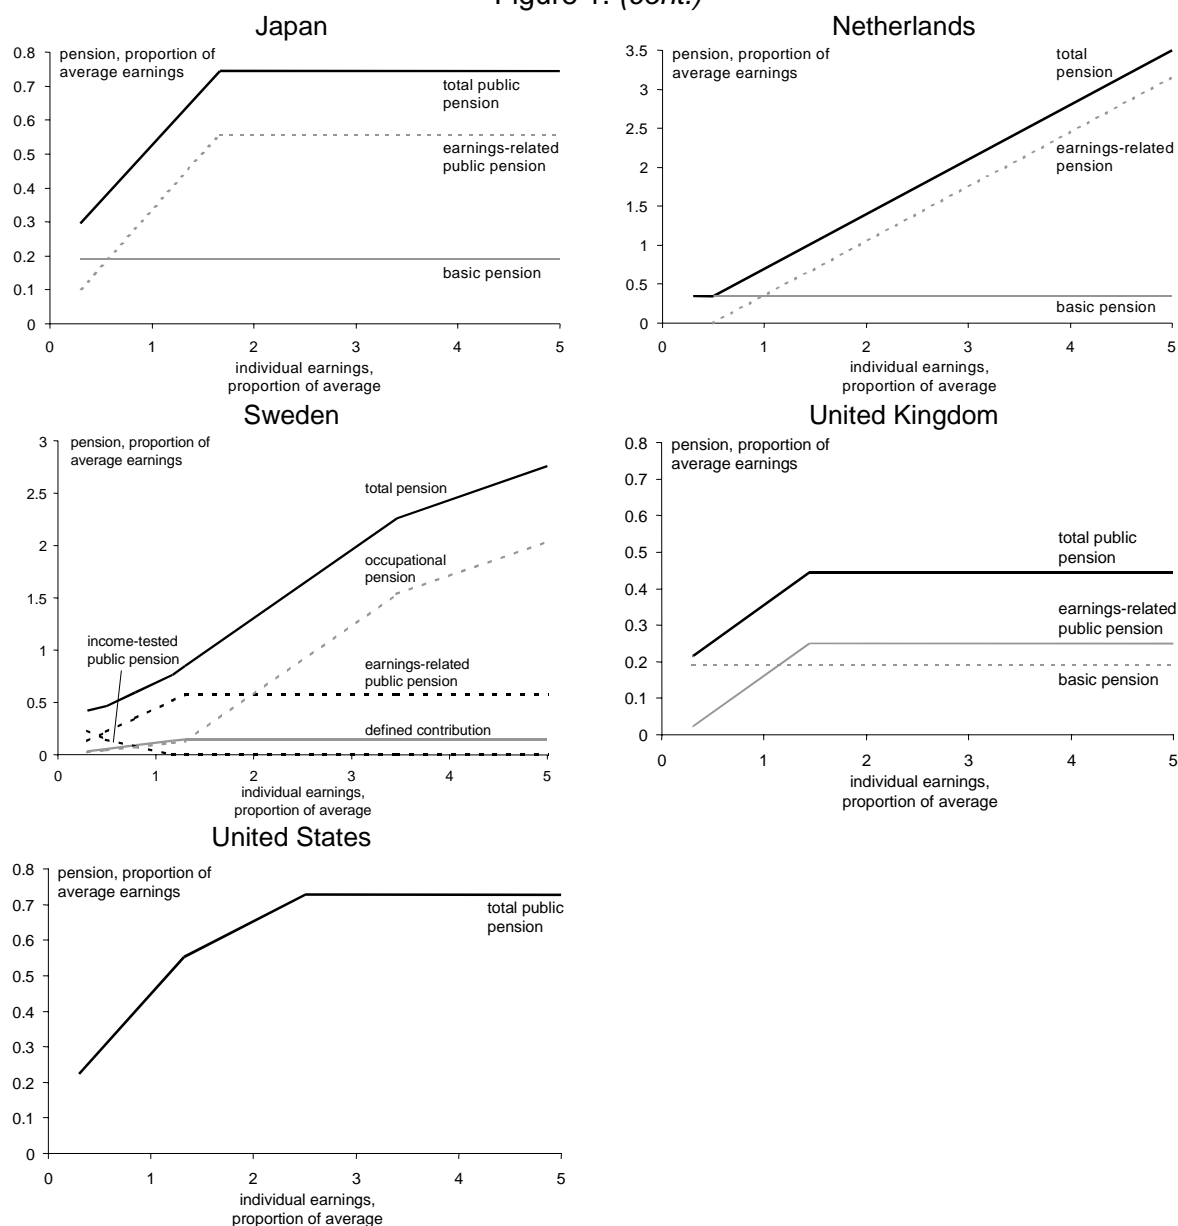 Figure 1. (cont.)
Japan
pension, proportion of
average earnings
0.8
0.7
0.6
0.5
0.4
0.3
0.2
0.1
0
total public
pension
earnings-related
public pension
basic pension
0 1 2 3 4 5
individual earnings,
proportion of average
Netherlands
pension, proportion of
average earnings
3.5
3
2.5
2
1.5
1
0.5
0
total
pension
earnings-related
pension
basic pension
0 1 2 3 4 5
individual earnings,
proportion of average
Sweden
pension, proportion of
average earnings
3
2.5
2
1.5
1
0.5
0
total pension
occupational
pension
income-tested
public pension
earnings-related
public pension
defined contribution
0 1 2 3 4 5
individual earnings,
proportion of average
United Kingdom
pension, proportion of
average earnings
0.8
0.7
0.6
0.5
0.4
0.3
0.2
0.1
0
total public
pension
earnings-related
public pension
basic pension
0 1 2 3 4 5
individual earnings,
proportion of average
United States
pension, proportion of
average earnings
0.8
0.7
0.6
0.5
0.4
0.3
0.2
0.1
0
total public
pension
0 1 2 3 4 5
individual earnings,
proportion of average